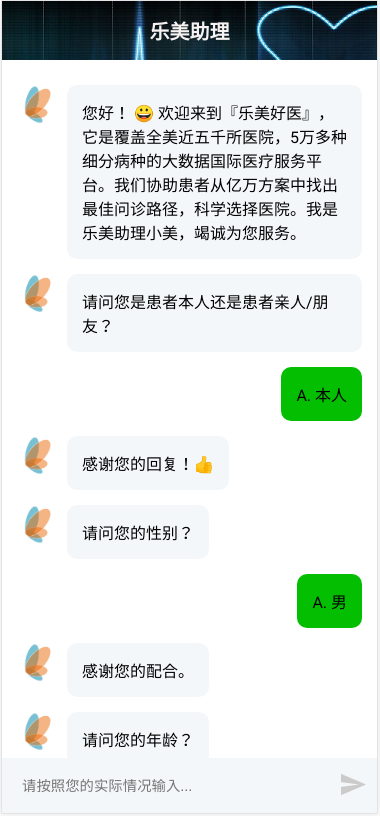 乐美助理
您好！😀 欢迎来到『乐美好医』，
它是覆盖全美近五千所医院，5万多种
细分病种的大数据国际医疗服务平
台。我们协助患者从亿万方案中找出
最佳问诊路径，科学选择医院。我是
乐美助理小美，竭诚为您服务。
请问您是患者本人还是患者亲人/朋
友？
A. 本人
感谢您的回复！👍
请问您的性别？
A. 男
感谢您的配合。
请问您的年龄？
请按照您的实际情况输入...